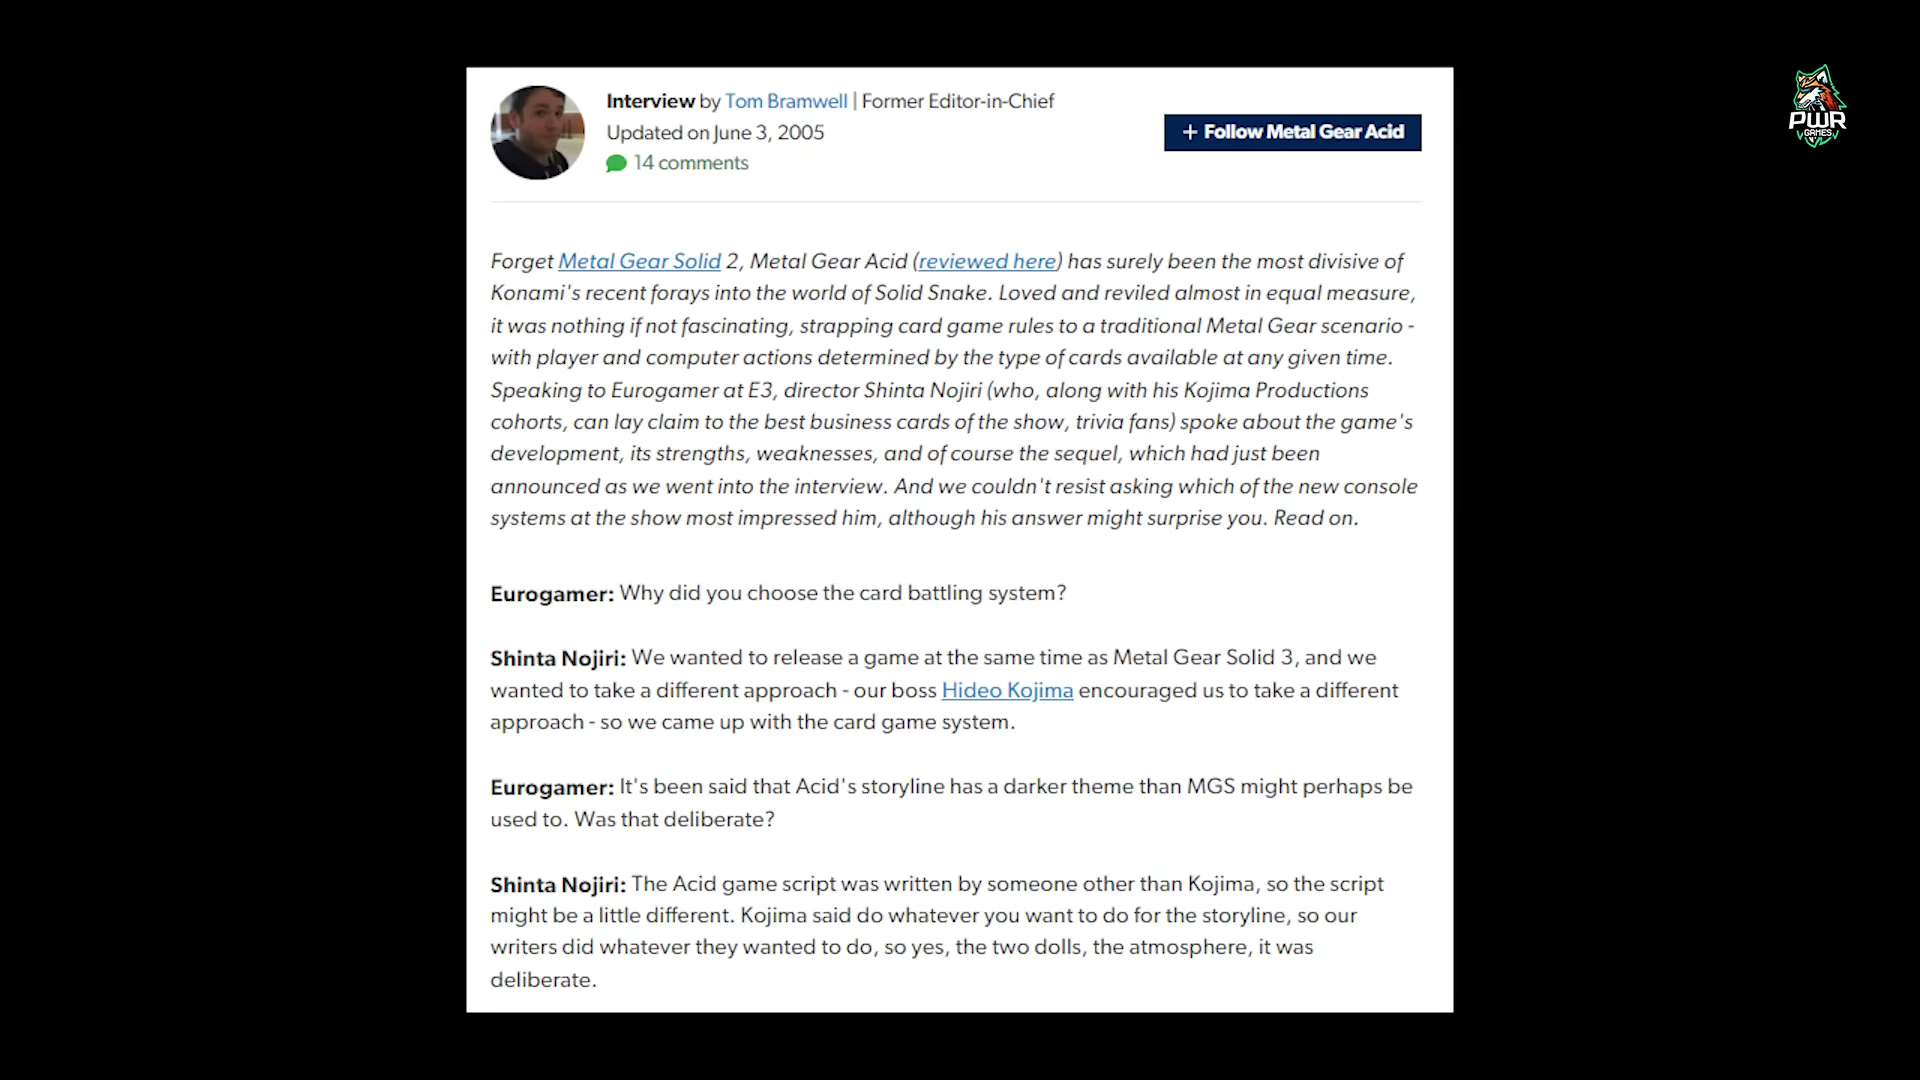 Interview by Tom Bramwell | Former Editor-in-Chief
Updated on June 3, 2005
14 comments
+ Follow Metal Gear Acid
PWR
GAMES
Forget Metal Gear Solid 2, Metal Gear Acid (reviewed here) has surely been the most divisive of
Konami's recent forays into the world of Solid Snake. Loved and reviled almost in equal measure,
it was nothing if not fascinating, strapping card game rules to a traditional Metal Gear scenario -
with player and computer actions determined by the type of cards available at any given time.
Speaking to Eurogamer at E3, director Shinta Nojiri (who, along with his Kojima Productions
cohorts, can lay claim to the best business cards of the show, trivia fans) spoke about the game's
development, its strengths, weaknesses, and of course the sequel, which had just been
announced as we went into the interview. And we couldn't resist asking which of the new console
systems at the show most impressed him, although his answer might surprise you. Read on.
Eurogamer: Why did you choose the card battling system?
Shinta Nojiri: We wanted to release a game at the same time as Metal Gear Solid 3, and we
wanted to take a different approach - our boss Hideo Kojima encouraged us to take a different
approach - so we came up with the card game system.
Eurogamer: It's been said that Acid's storyline has a darker theme than MGS might perhaps be
used to. Was that deliberate?
Shinta Nojiri: The Acid game script was written by someone other than Kojima, so the script
might be a little different. Kojima said do whatever you want to do for the storyline, so our
writers did whatever they wanted to do, so yes, the two dolls, the atmosphere, it was
deliberate.